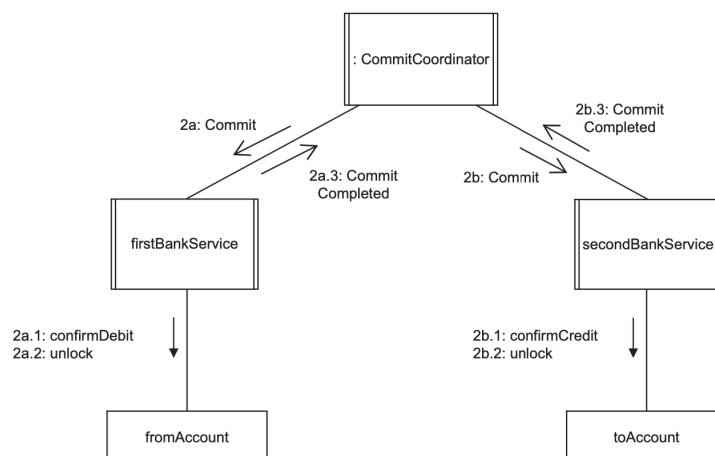 : CommitCoordinator
2a: Commit
2b.3: Commit
Completed
2a.3: Commit
Completed
2b: Commit
firstBankService
secondBankService
2a.1: confirmDebit
2a.2: unlock
2b.1: confirmCredit
2b.2: unlock
fromAccount
toAccount